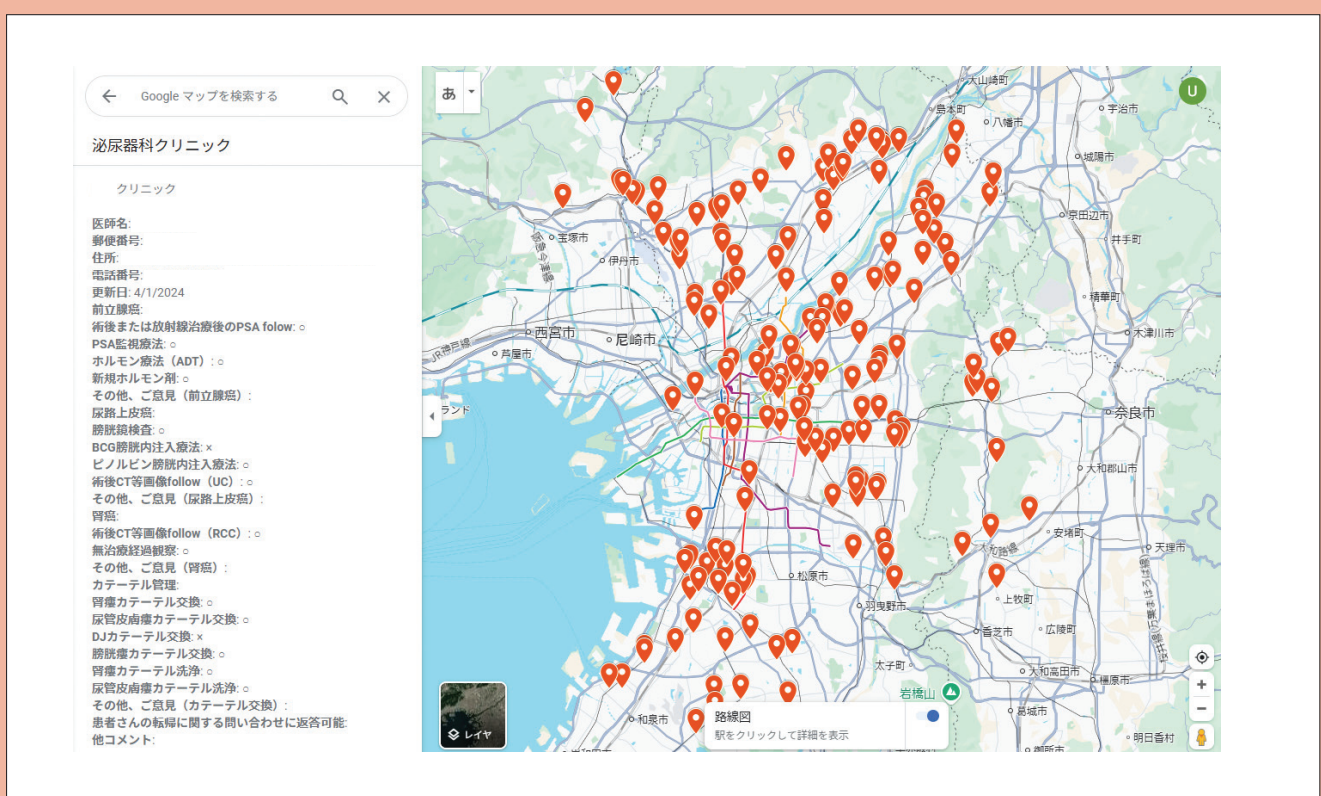 Google マップを検索する
泌尿器科クリニック
クリニック
医師名:
郵便番号:
住所:
電話番号:
更新日: 4/1/2024
前立腺癌:
術後または放射線治療後のPSA folow: ○
PSA監視療法: ○
ホルモン療法（ADT）: ○
新規ホルモン剤: ○
その他、ご意見（前立腺癌）:
尿路上皮癌:
膀胱鏡検査: ○
BCG膀胱内注入療法: ×
ピノルビン膀胱内注入療法: ○
術後CT等画像follow（UC）: ○
その他、ご意見（尿路上皮癌）:
腎癌:
術後CT等画像follow（RCC）: ○
無治療経過観察: ○
その他、ご意見（腎癌）:
カテーテル管理:
腎瘻カテーテル交換: ○
尿管皮膚瘻カテーテル交換: ○
DJカテーテル交換: ×
膀胱瘻カテーテル交換: ○
腎瘻カテーテル洗浄: ○
尿管皮膚瘻カテーテル洗浄: ○
その他、ご意見（カテーテル交換）:
患者さんの転帰に関する問い合わせに返答可能:
他コメント:
あ
U
大山崎町
島本町
八幡市
宇治市
城陽市
京田辺市
井手町
宝塚市
伊丹市
阪急今津線
精華町
木津川市
西宮市
尼崎市
芦屋市
JR神戸線
ランド
奈良市
大和郡山市
安堵町
天理市
大和路線
松原市
上牧町
羽曳野市
香芝市
広陵町
太子町
大和高田市
橿原市
岩橋山
葛城市
和泉市
明日香村
御所市
レイヤ
路線図
駅をクリックして詳細を表示